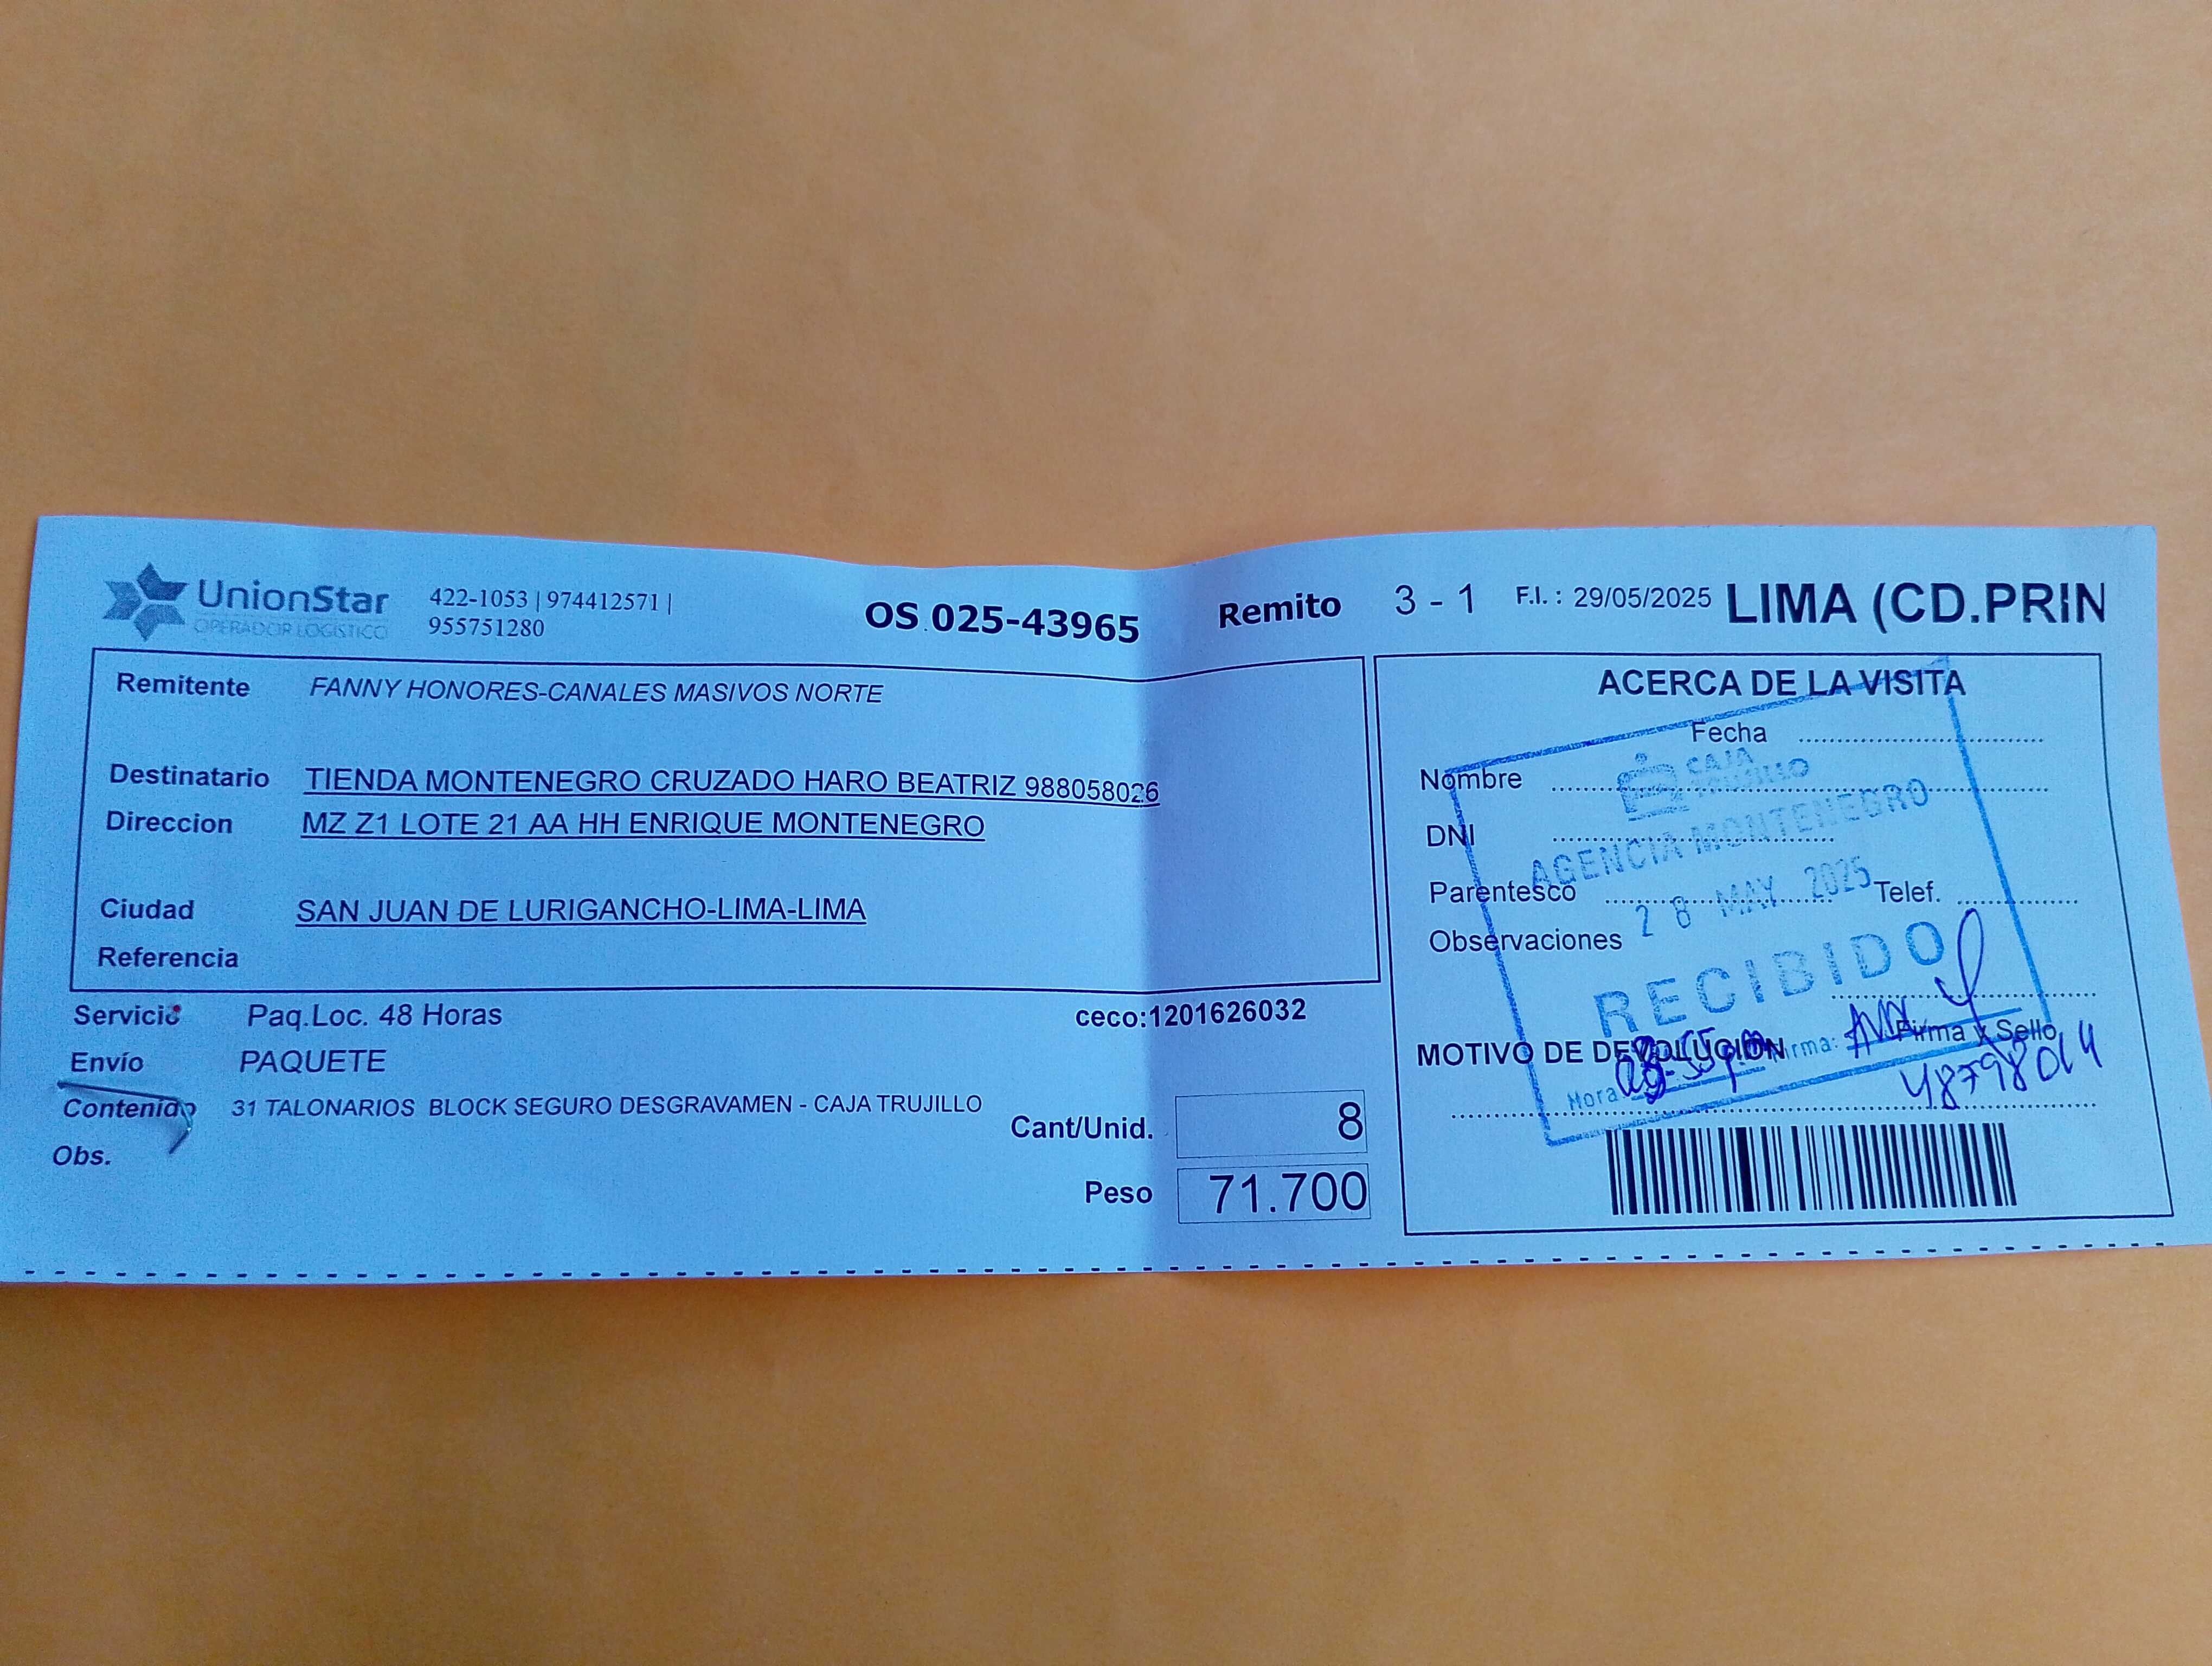 UnionStar
OPERADOR LOGÍSTICO
422-1053 | 974412571 |
955751280
OS 025-43965
Remito 3 - 1 F.I. : 29/05/2025 LIMA (CD.PRIN
Remitente FANNY HONORES-CANALES MASIVOS NORTE
Destinatario TIENDA MONTENEGRO CRUZADO HARO BEATRIZ 988058026
Direccion MZ Z1 LOTE 21 AA HH ENRIQUE MONTENEGRO
Ciudad SAN JUAN DE LURIGANCHO-LIMA-LIMA
Referencia
Servicio Paq.Loc. 48 Horas
ceco:1201626032
Envío PAQUETE
Contenido 31 TALONARIOS BLOCK SEGURO DESGRAVAMEN - CAJA TRUJILLO
Obs.
Cant/Unid. 8
Peso 71.700
ACERCA DE LA VISITA
Fecha
Nombre
DNI
Parentesco
Telef.
Observaciones
Firma y Sello
MOTIVO DE DEVOLUCION
CAJA
TRUJILLO
AGENCIA MONTENEGRO
28 MAY. 2025
RECIBIDO
Hora
Firma:
48798014